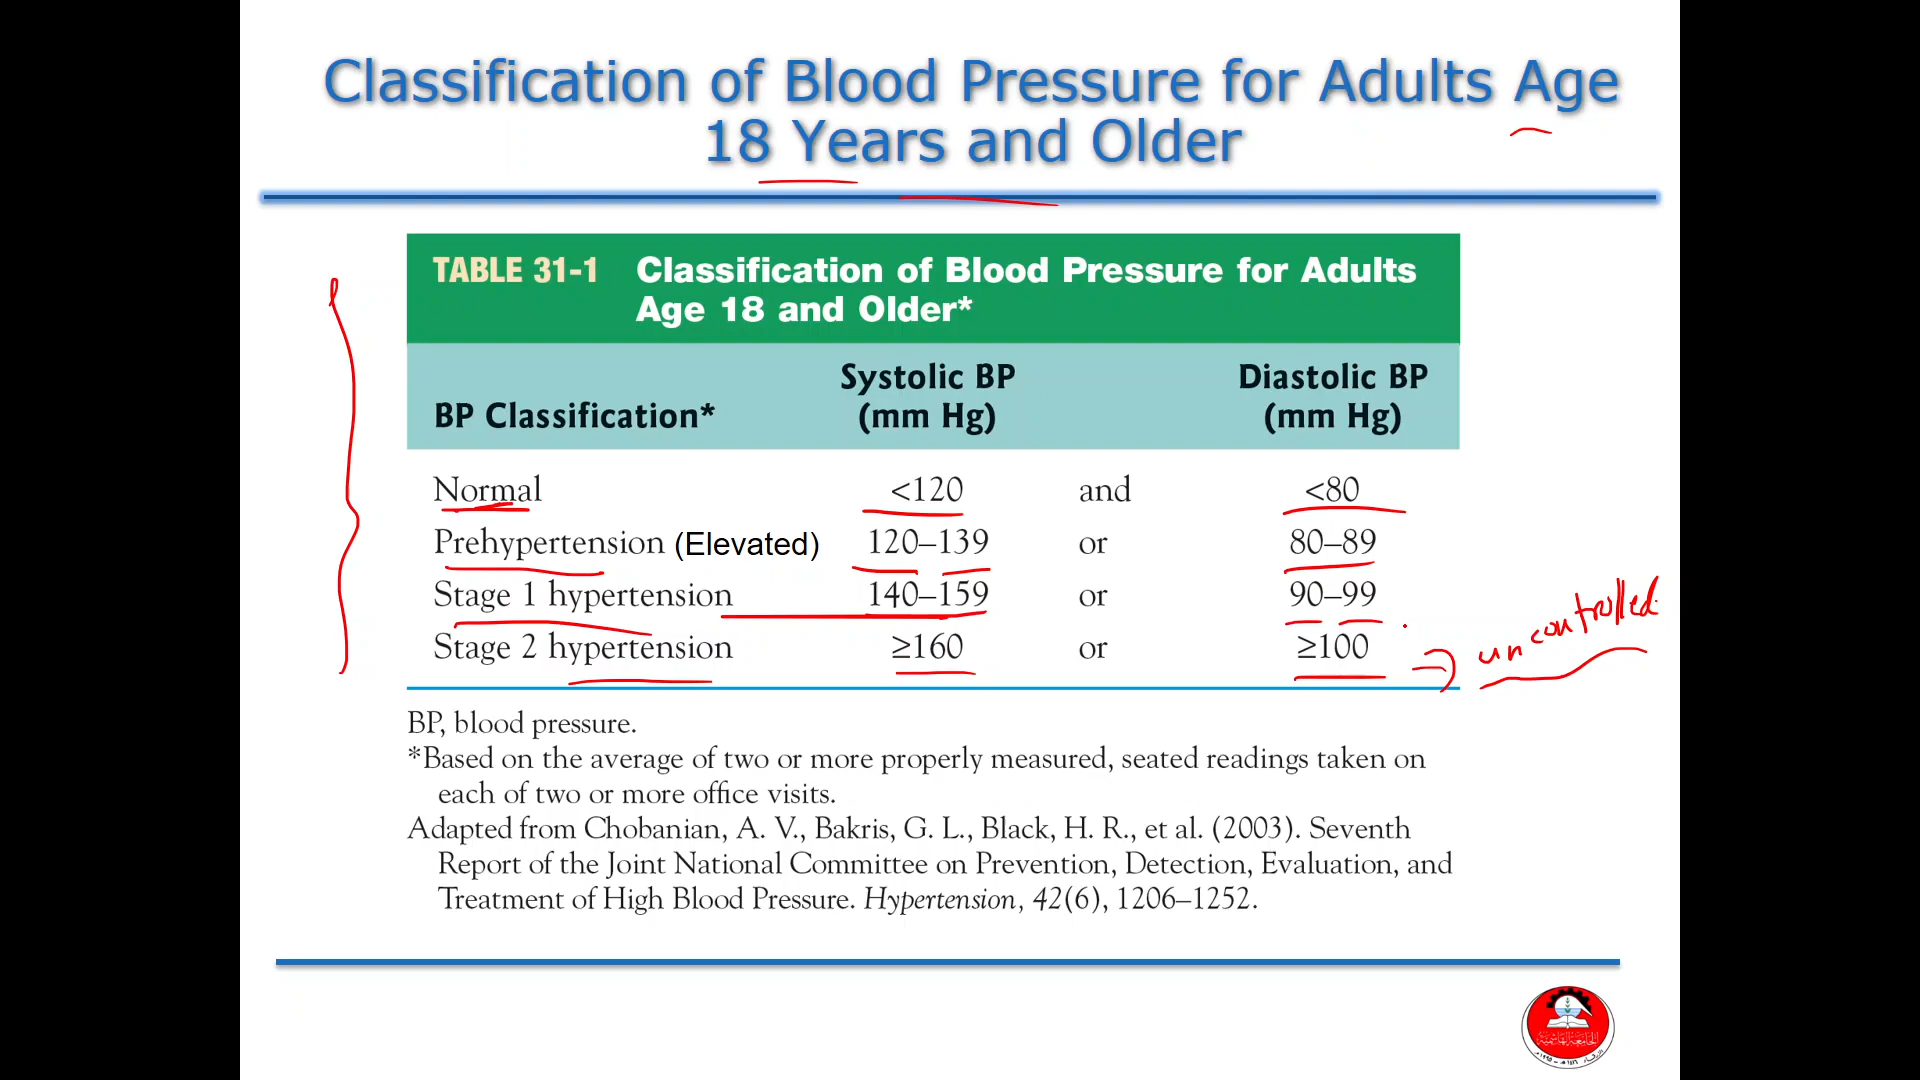 Classification of Blood Pressure for Adults Age
18 Years and Older
TABLE 31-1 Classification of Blood Pressure for Adults
Age 18 and Older*
BP Classification* Systolic BP (mm Hg) Diastolic BP (mm Hg)
Normal <120 and <80
Prehypertension (Elevated) 120–139 or 80–89
Stage 1 hypertension 140–159 or 90–99
Stage 2 hypertension ≥160 or ≥100
uncontrolled
BP, blood pressure.
*Based on the average of two or more properly measured, seated readings taken on
each of two or more office visits.
Adapted from Chobanian, A. V., Bakris, G. L., Black, H. R., et al. (2003). Seventh
Report of the Joint National Committee on Prevention, Detection, Evaluation, and
Treatment of High Blood Pressure. Hypertension, 42(6), 1206–1252.
الجامعة الهاشمية